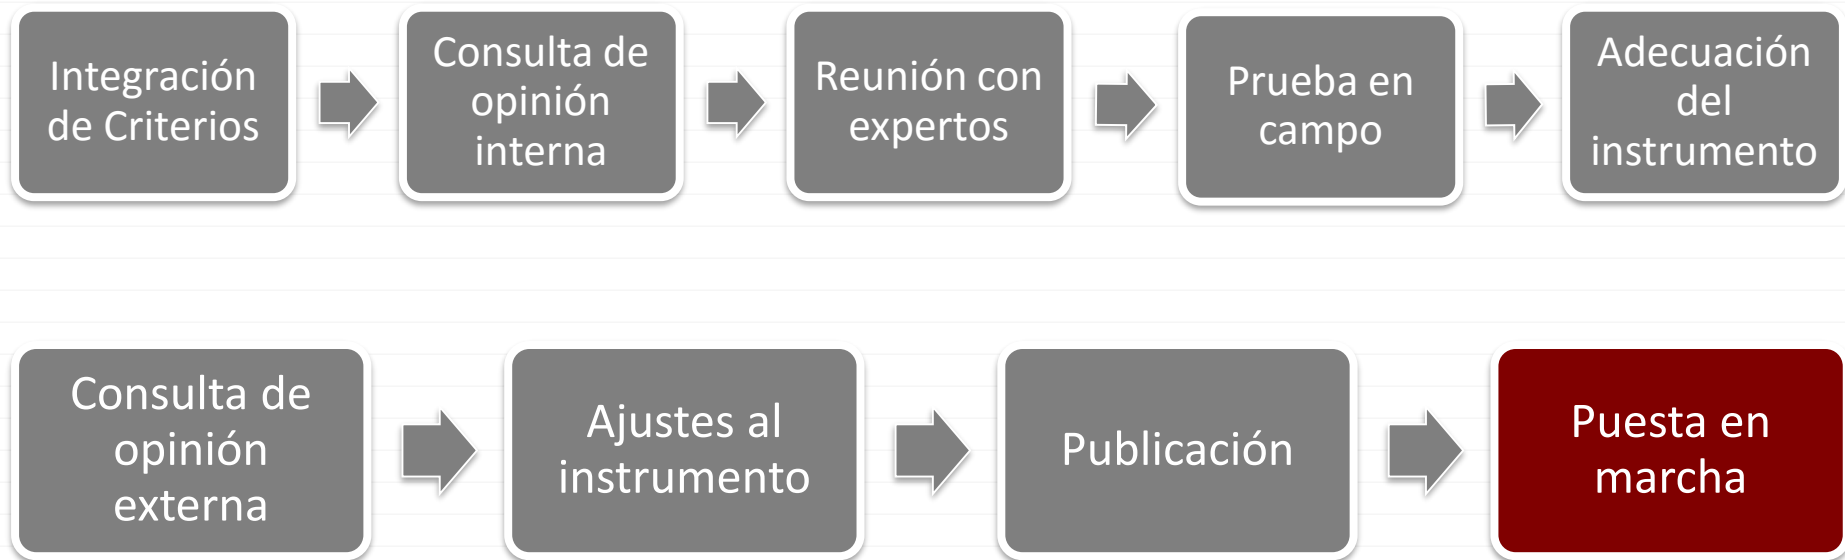 Integración
de Criterios
Consulta de
opinión
interna
Reunión con
expertos
Prueba en
campo
Adecuación
del
instrumento
Consulta de
opinión
externa
Ajustes al
instrumento
Publicación
Puesta en
marcha